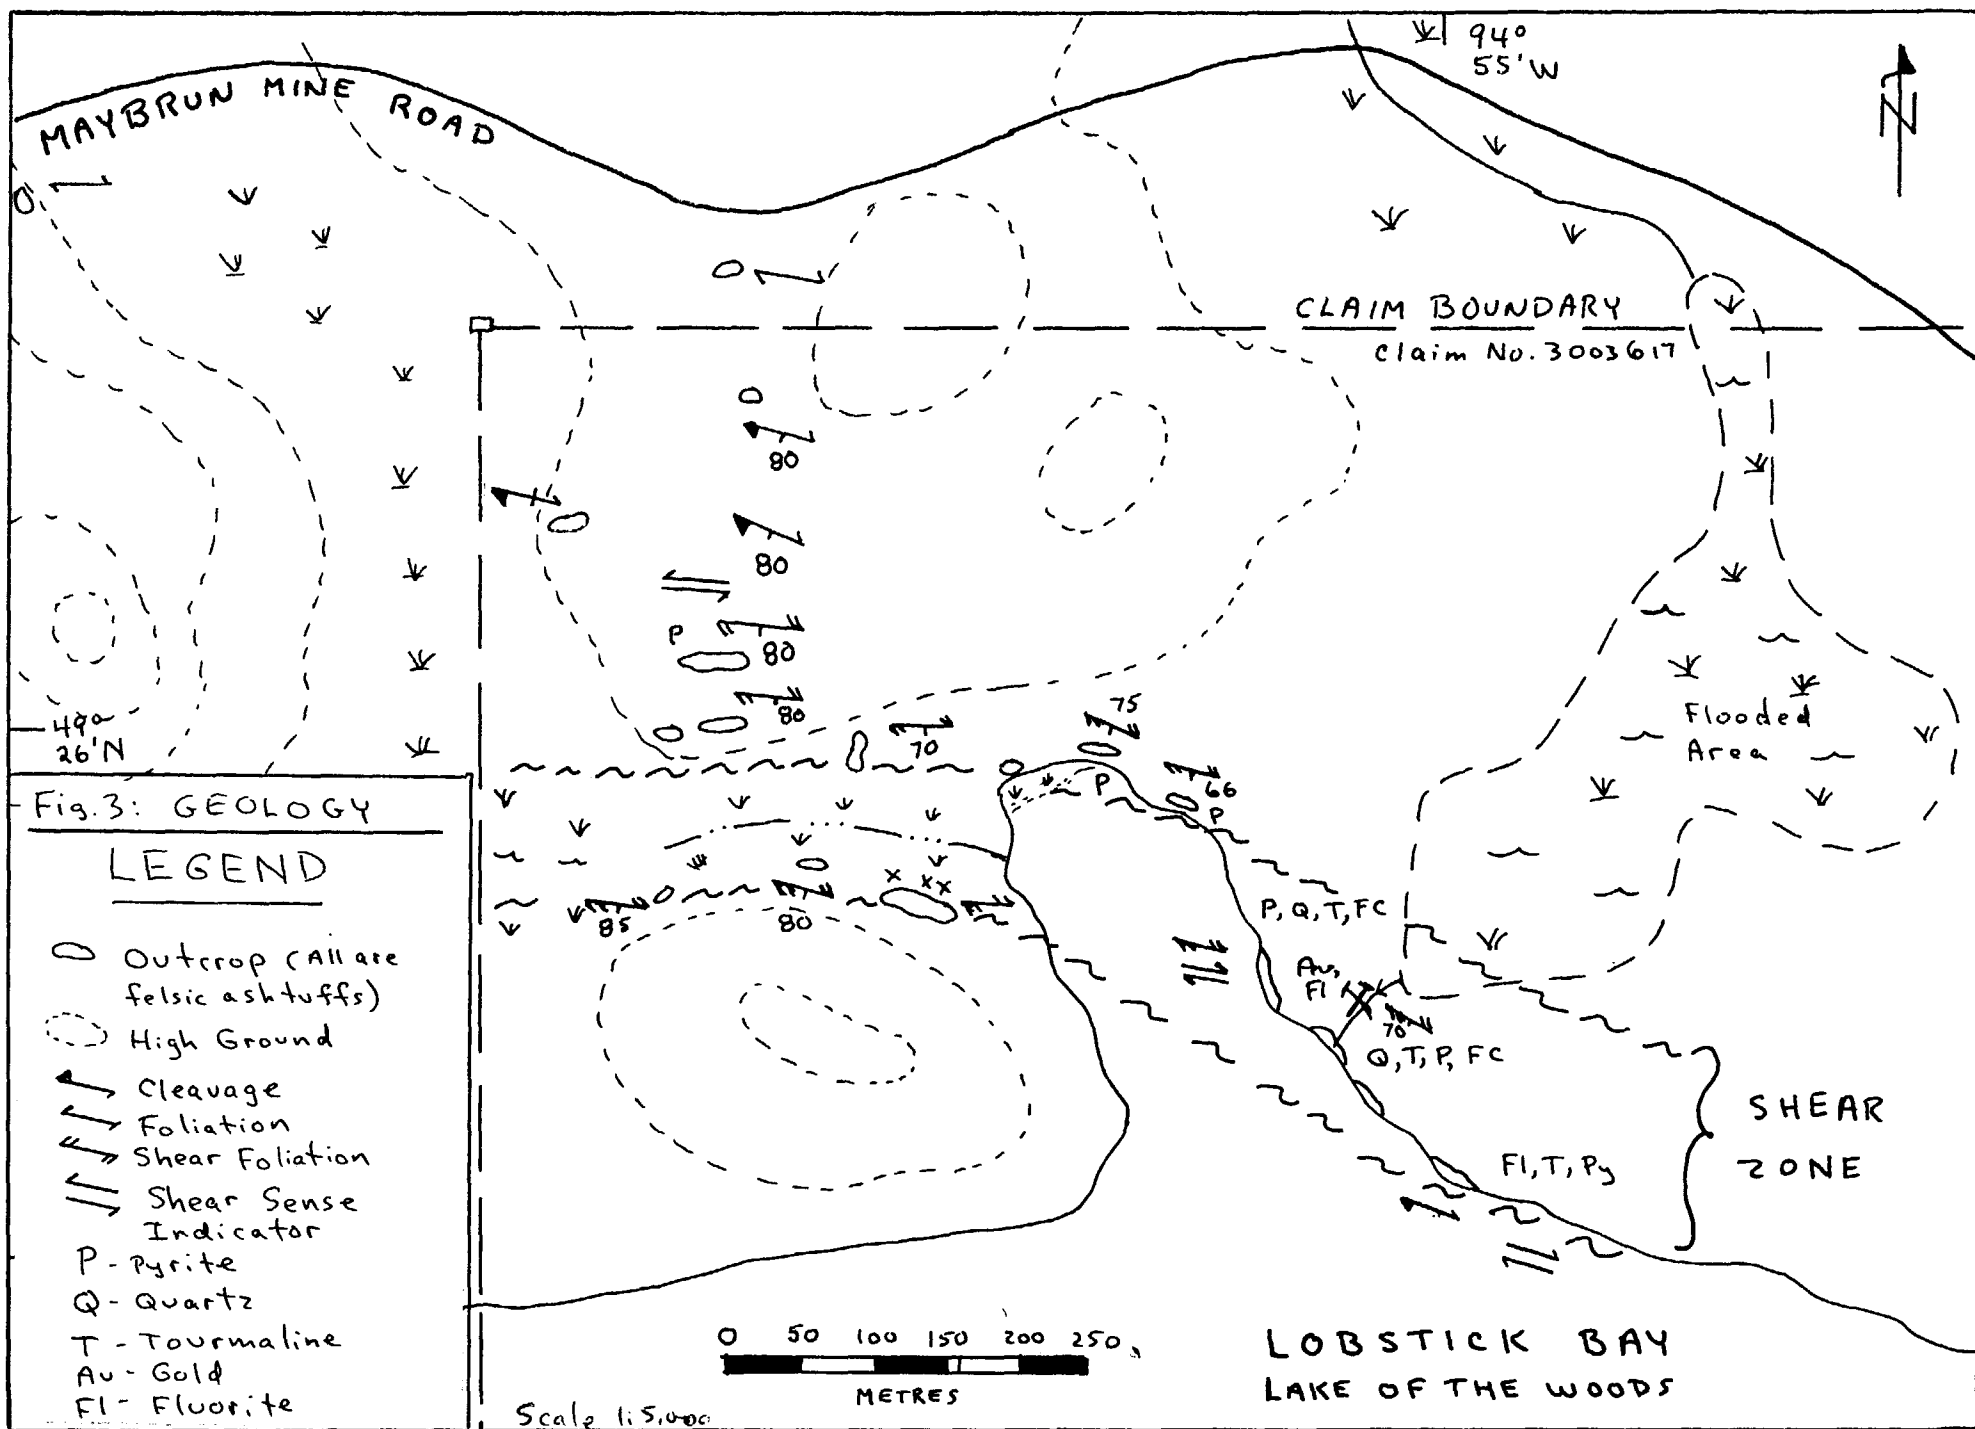 94°
55'W
N
MAYBRUN MINE ROAD
CLAIM BOUNDARY
Claim No. 3003617
80
80
P
80
80
70
75
66
P
P
49°
26'N
Flooded
Area
85
80
x xx
P, Q, T, FC
Au,
Fl
70
Q, T, P, FC
SHEAR
ZONE
Fl, T, Py
Fig. 3: GEOLOGY
LEGEND
Outcrop (All are
felsic ash tuffs)
High Ground
Cleavage
Foliation
Shear Foliation
Shear Sense
Indicator
P - Pyrite
Q - Quartz
T - Tourmaline
Au - Gold
Fl - Fluorite
0 50 100 150 200 250
METRES
Scale 1:5,000
LOBSTICK BAY
LAKE OF THE WOODS